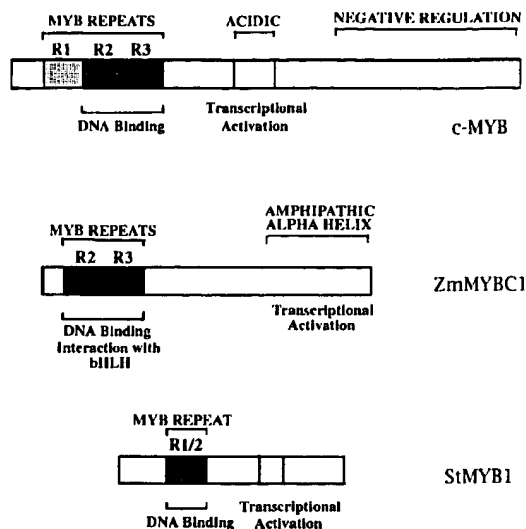 MYB REPEATS
ACIDIC
NEGATIVE REGULATION
R1 R2 R3
DNA Binding
Transcriptional
Activation
c-MYB
MYB REPEATS
AMPHIPATHIC
ALPHA HELIX
R2 R3
ZmMYBC1
DNA Binding
Interaction with
bHLH
Transcriptional
Activation
MYB REPEAT
R1/2
StMYB1
DNA Binding
Transcriptional
Activation